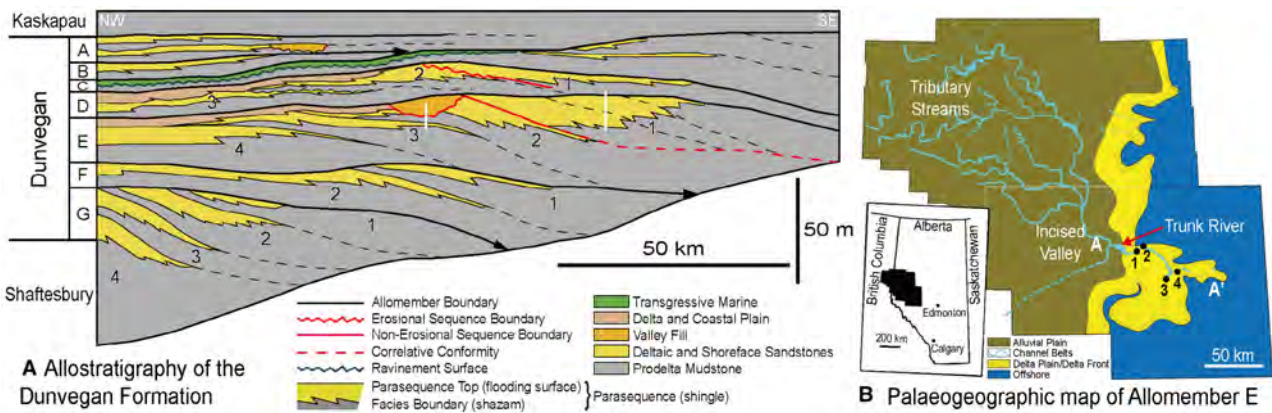 Kaskapau
NW
SE
Dunvegan
A
B
C
D
E
F
G
Shaftesbury
2
1
3
3
2
1
4
2
1
1
2
3
4
50 km
50 m
Allomember Boundary
Erosional Sequence Boundary
Non-Erosional Sequence Boundary
Correlative Conformity
Ravinement Surface
Parasequence Top (flooding surface)
Facies Boundary (shazam)
Parasequence (shingle)
Transgressive Marine
Delta and Coastal Plain
Valley Fill
Deltaic and Shoreface Sandstones
Prodelta Mudstone
A Allostratigraphy of the
Dunvegan Formation
Tributary
Streams
Incised
Valley
A
Trunk River
1
2
3
4
A'
British Columbia
Alberta
Saskatchewan
Edmonton
Calgary
200 km
Alluvial Plain
Channel Belts
Delta Plain/Delta Front
Offshore
50 km
B Palaeogeographic map of Allomember E